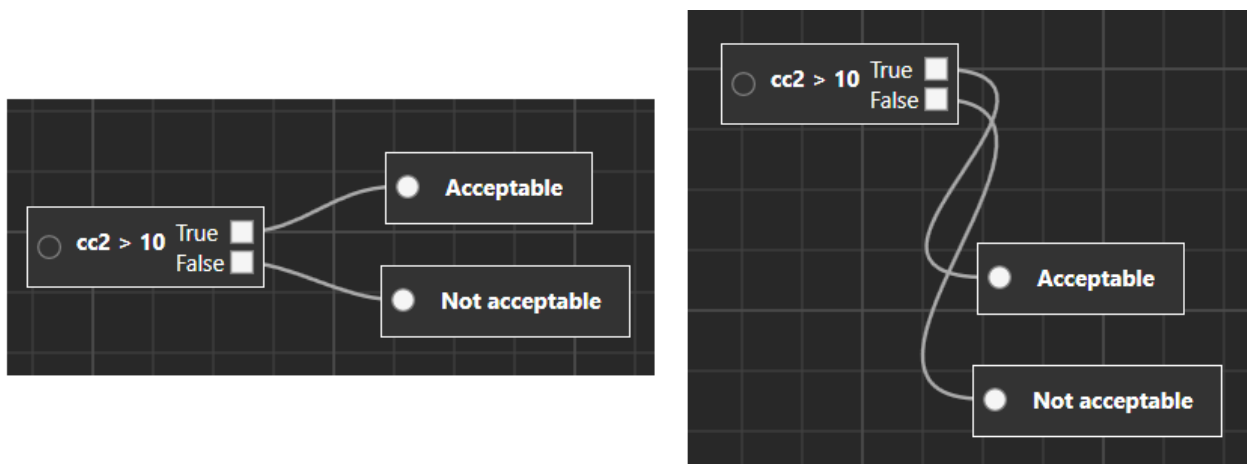 cc2 > 10
True
False
Acceptable
Not acceptable
cc2 > 10
True
False
Acceptable
Not acceptable